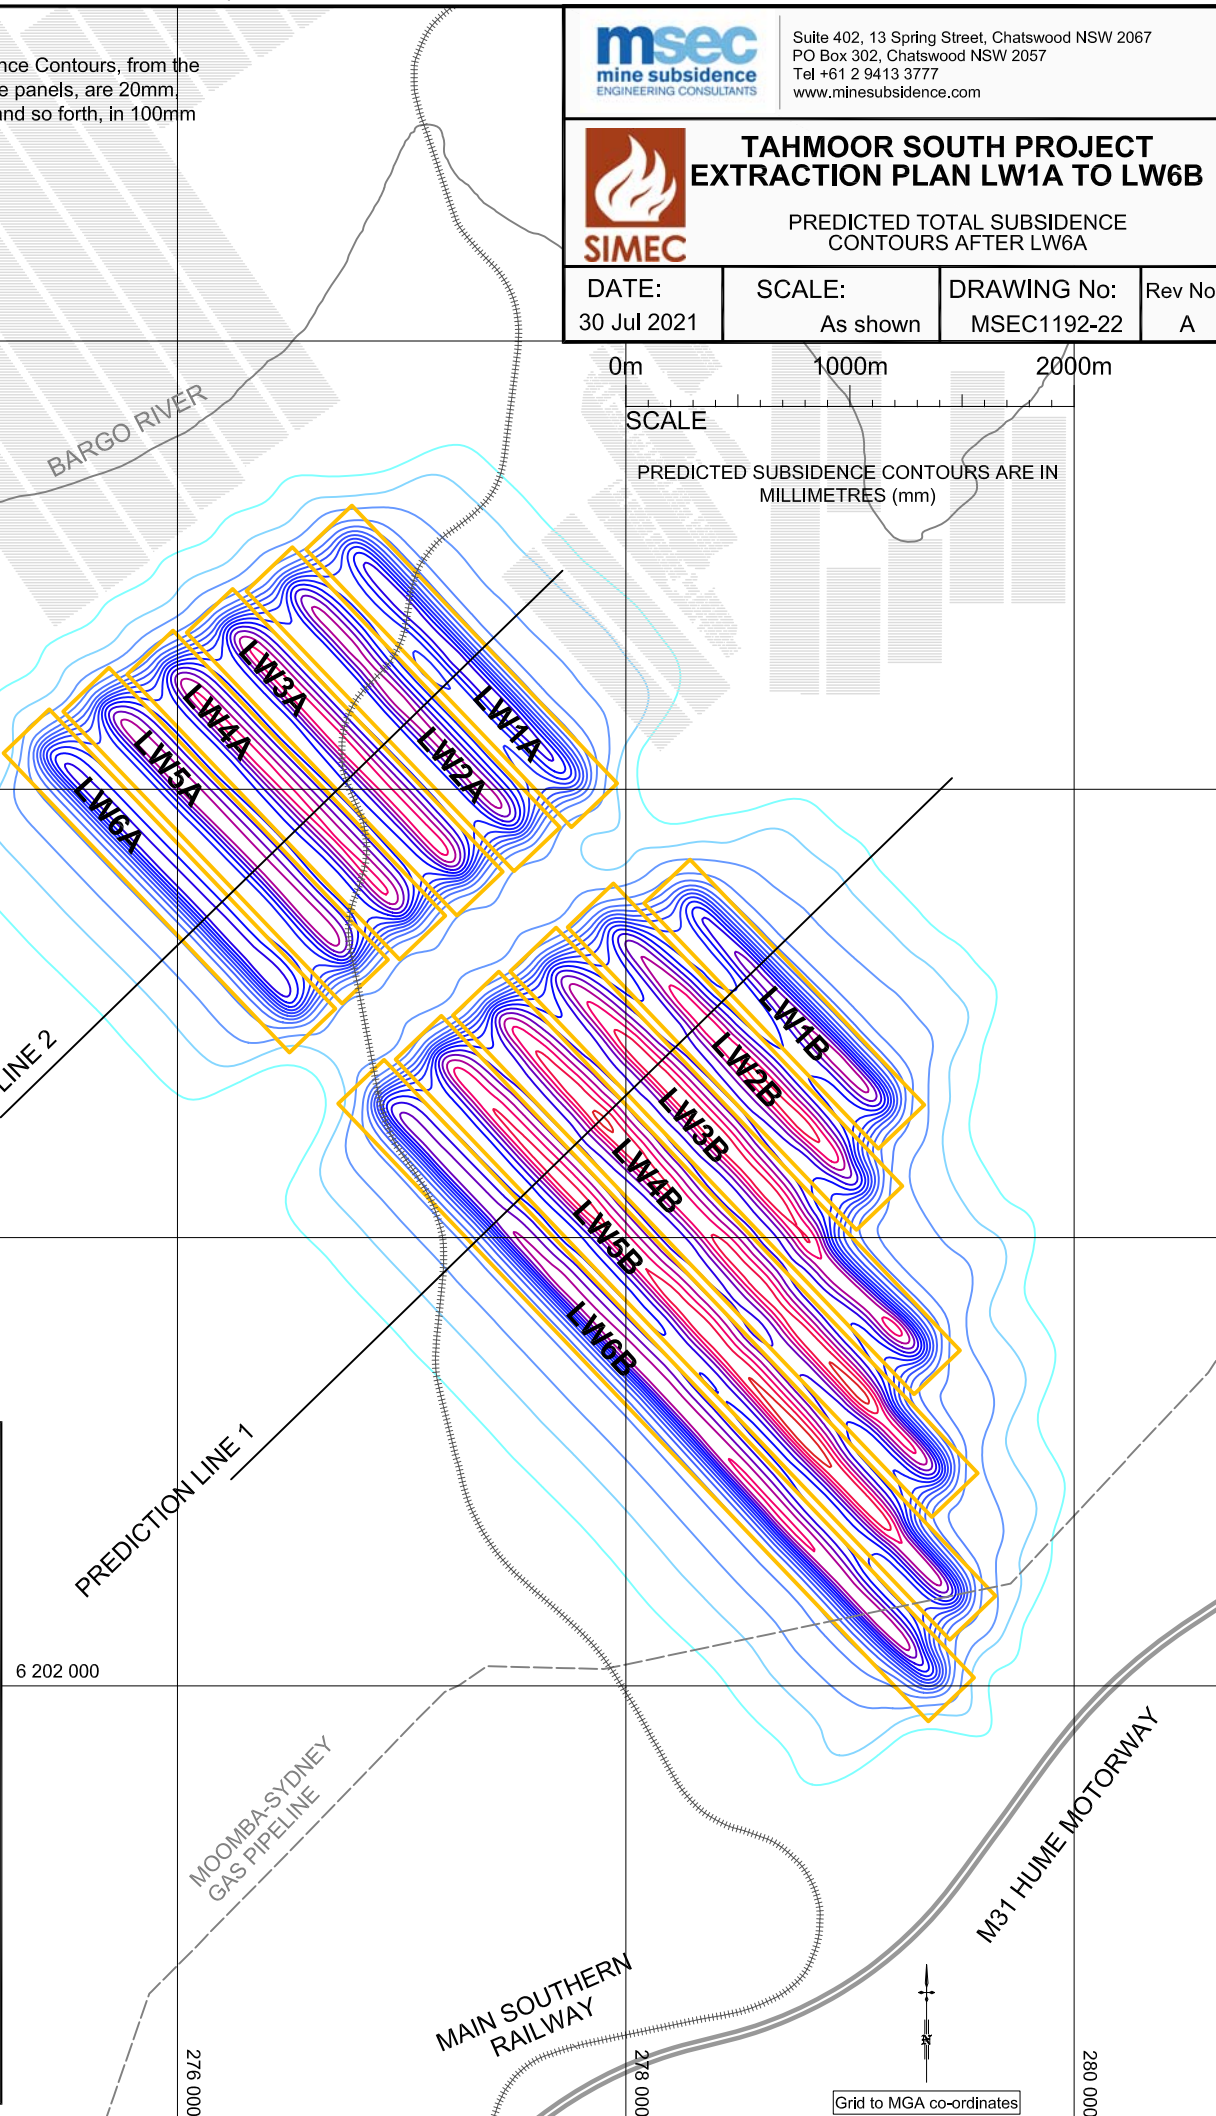 nce Contours, from the
e panels, are 20mm,
and so forth, in 100mm
msec
mine subsidence
ENGINEERING CONSULTANTS
Suite 402, 13 Spring Street, Chatswood NSW 2067
PO Box 302, Chatswood NSW 2057
Tel +61 2 9413 3777
www.minesubsidence.com
SIMEC
TAHMOOR SOUTH PROJECT
EXTRACTION PLAN LW1A TO LW6B
PREDICTED TOTAL SUBSIDENCE
CONTOURS AFTER LW6A
DATE:
30 Jul 2021
SCALE:
As shown
DRAWING No:
MSEC1192-22
Rev No
A
0m 1000m 2000m
SCALE
PREDICTED SUBSIDENCE CONTOURS ARE IN
MILLIMETRES (mm)
BARGO RIVER
LW1A
LW2A
LW3A
LW4A
LW5A
LW6A
LINE 2
LW1B
LW2B
LW3B
LW4B
LW5B
LW6B
PREDICTION LINE 1
6 202 000
MOOMBA-SYDNEY
GAS PIPELINE
M31 HUME MOTORWAY
MAIN SOUTHERN
RAILWAY
276 000
278 000
280 000
N
Grid to MGA co-ordinates